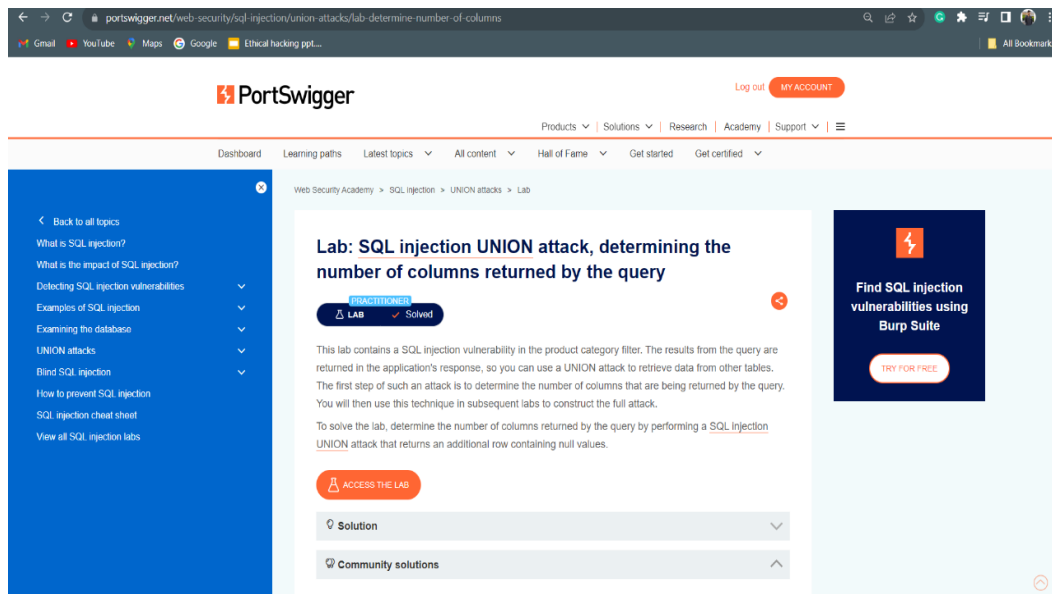 portswigger.net/web-security/sql-injection/union-attacks/lab-determine-number-of-columns
Gmail YouTube Maps Google Ethical hacking ppt.... All Bookmark
PortSwigger
Log out MY ACCOUNT
Products | Solutions | Research | Academy | Support |
Dashboard Learning paths Latest topics All content Hall of Fame Get started Get certified
Back to all topics
What is SQL injection?
What is the impact of SQL injection?
Detecting SQL injection vulnerabilities
Examples of SQL injection
Examining the database
UNION attacks
Blind SQL injection
How to prevent SQL injection
SQL injection cheat sheet
View all SQL injection labs
Web Security Academy > SQL injection > UNION attacks > Lab
Lab: SQL injection UNION attack, determining the
number of columns returned by the query
PRACTITIONER
LAB Solved
This lab contains a SQL injection vulnerability in the product category filter. The results from the query are
returned in the application's response, so you can use a UNION attack to retrieve data from other tables.
The first step of such an attack is to determine the number of columns that are being returned by the query.
You will then use this technique in subsequent labs to construct the full attack.
To solve the lab, determine the number of columns returned by the query by performing a SQL injection
UNION attack that returns an additional row containing null values.
ACCESS THE LAB
Solution
Community solutions
Find SQL injection
vulnerabilities using
Burp Suite
TRY FOR FREE